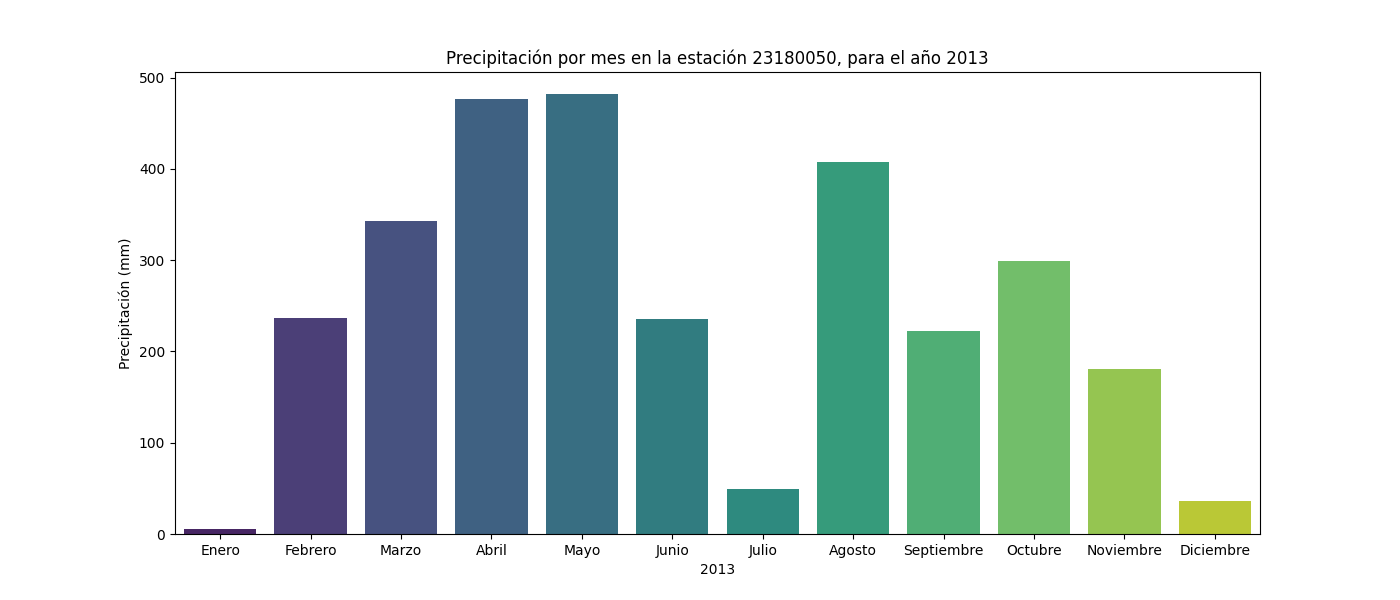 Precipitación por mes en la estación 23180050, para el año 2013
Precipitación (mm)
500
400
300
200
100
0
Enero Febrero Marzo Abril Mayo Junio Julio Agosto Septiembre Octubre Noviembre Diciembre
2013